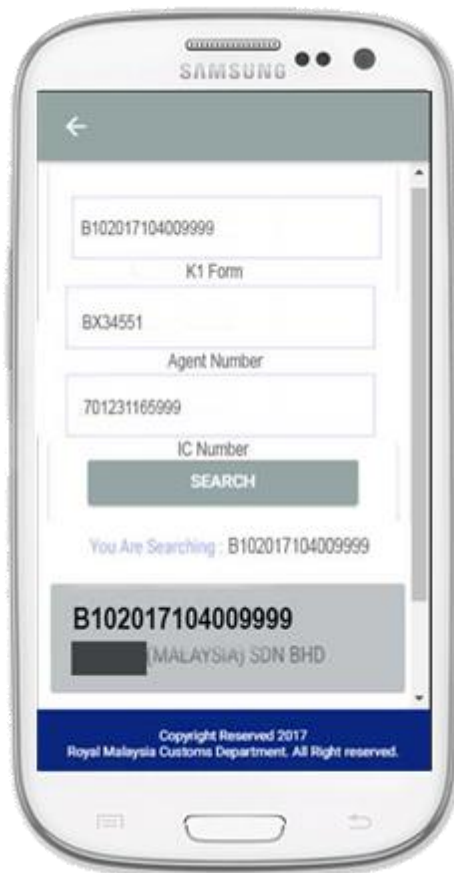 SAMSUNG
B102017104009999
K1 Form
BX34551
Agent Number
701231165999
IC Number
SEARCH
You Are Searching : B102017104009999
B102017104009999
(MALAYSIA) SDN BHD
Copyright Reserved 2017
Royal Malaysia Customs Department. All Right reserved.